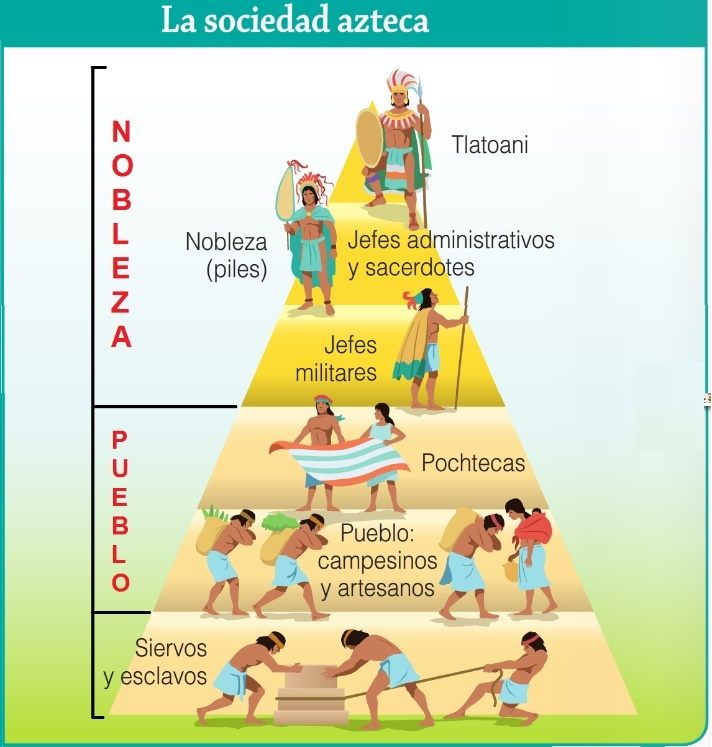 La sociedad azteca
NOBLEZA
Tlatoani
Nobleza
(piles)
Jefes administrativos
y sacerdotes
Jefes
militares
PUEBLO
Pochtecas
Pueblo:
campesinos
y artesanos
Siervos
y esclavos